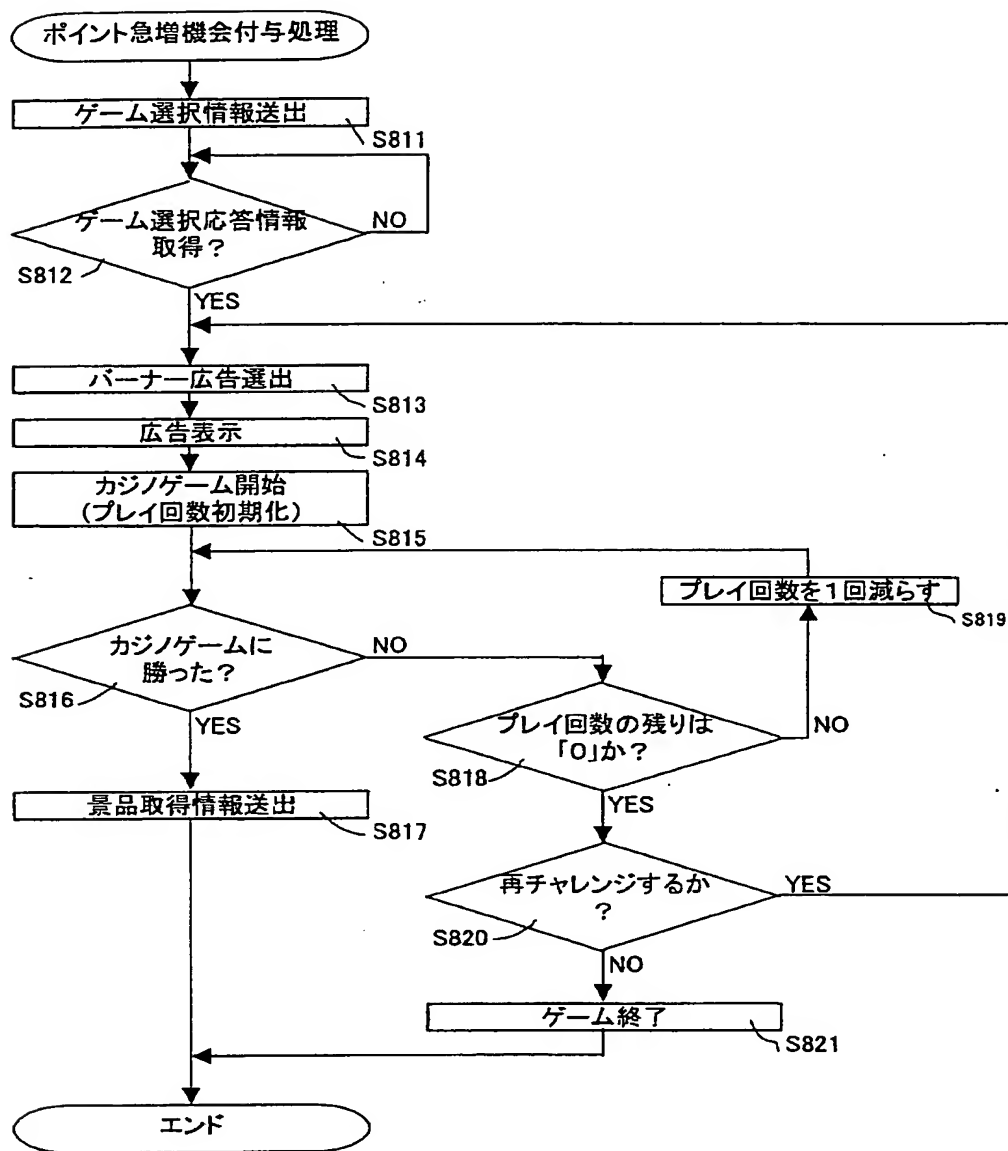 ポイント急増機会付与処理
ゲーム選択情報送出
S811
ゲーム選択応答情報
取得？
NO
S812
YES
バーナー広告選出
S813
広告表示
S814
カジノゲーム開始
(プレイ回数初期化)
S815
プレイ回数を1回減らす
S819
カジノゲームに
勝った？
NO
S816
YES
プレイ回数の残りは
「0」か？
NO
S818
YES
景品取得情報送出
S817
再チャレンジするか
？
YES
S820
NO
ゲーム終了
S821
エンド